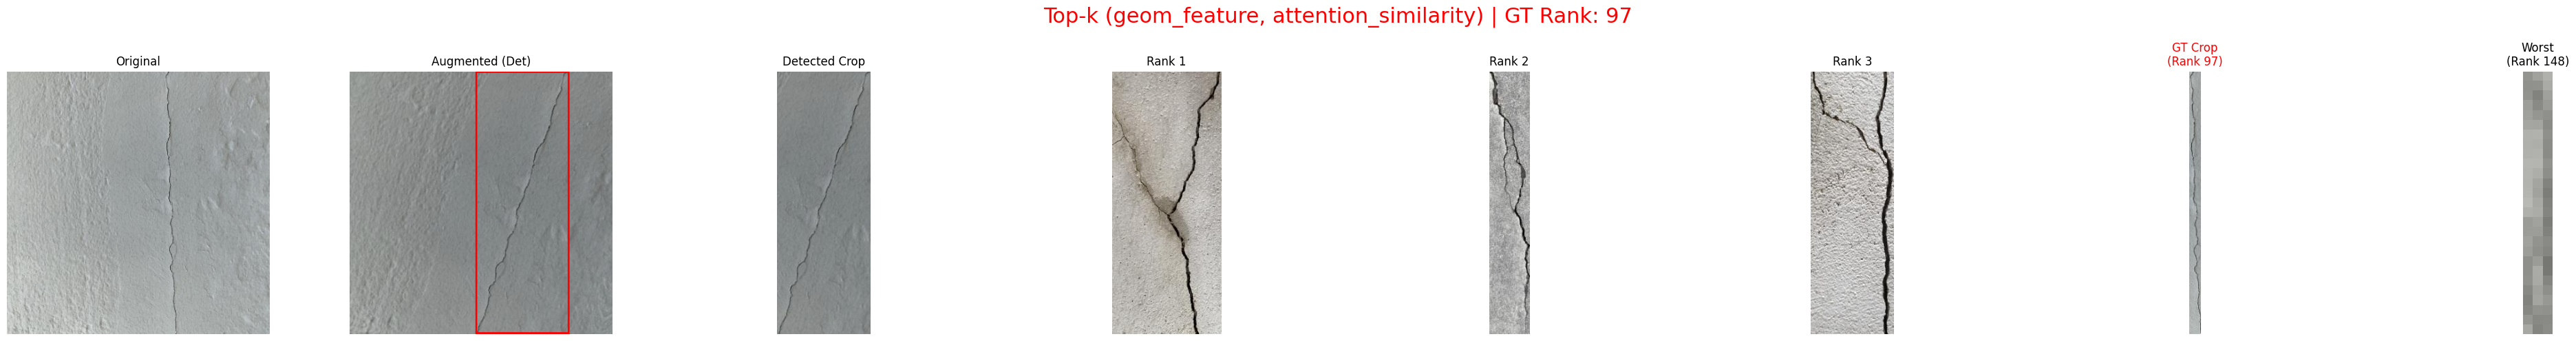 Top-k (geom_feature, attention_similarity) | GT Rank: 97
Original
Augmented (Det)
Detected Crop
Rank 1
Rank 2
Rank 3
GT Crop
(Rank 97)
Worst
(Rank 148)